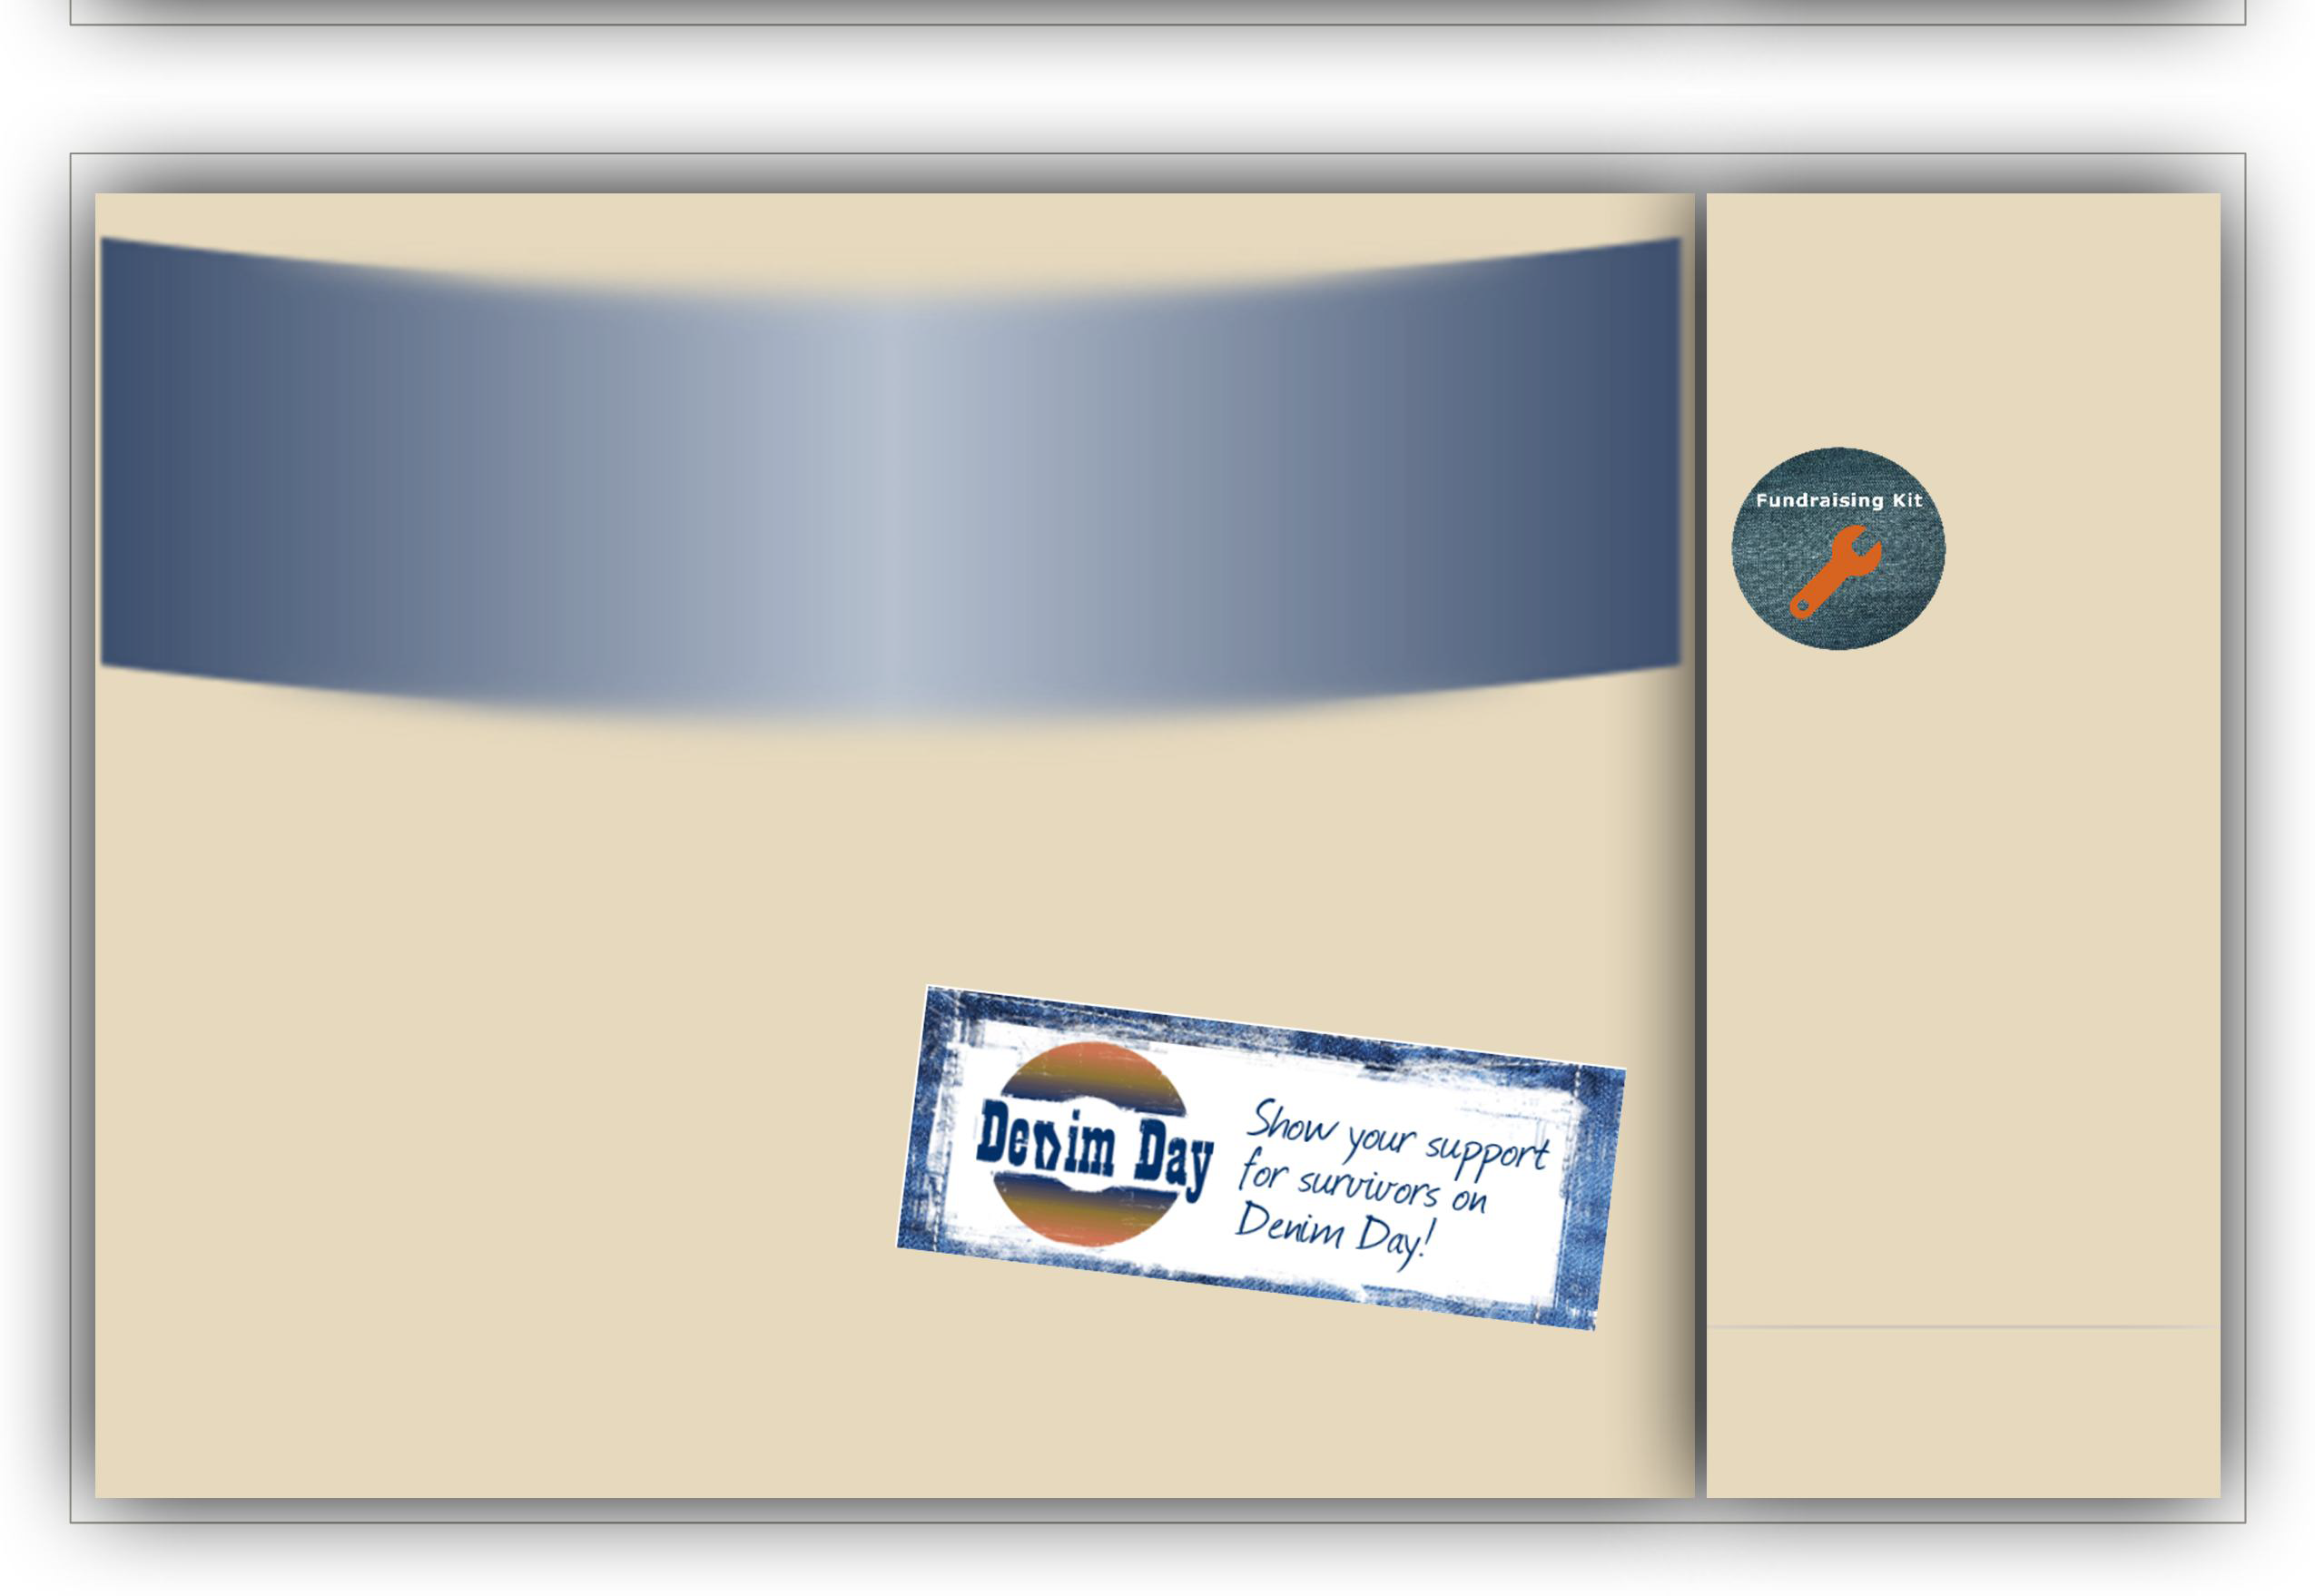 Fundraising Kit
Denim Day
Show your support
for survivors on
Denim Day!